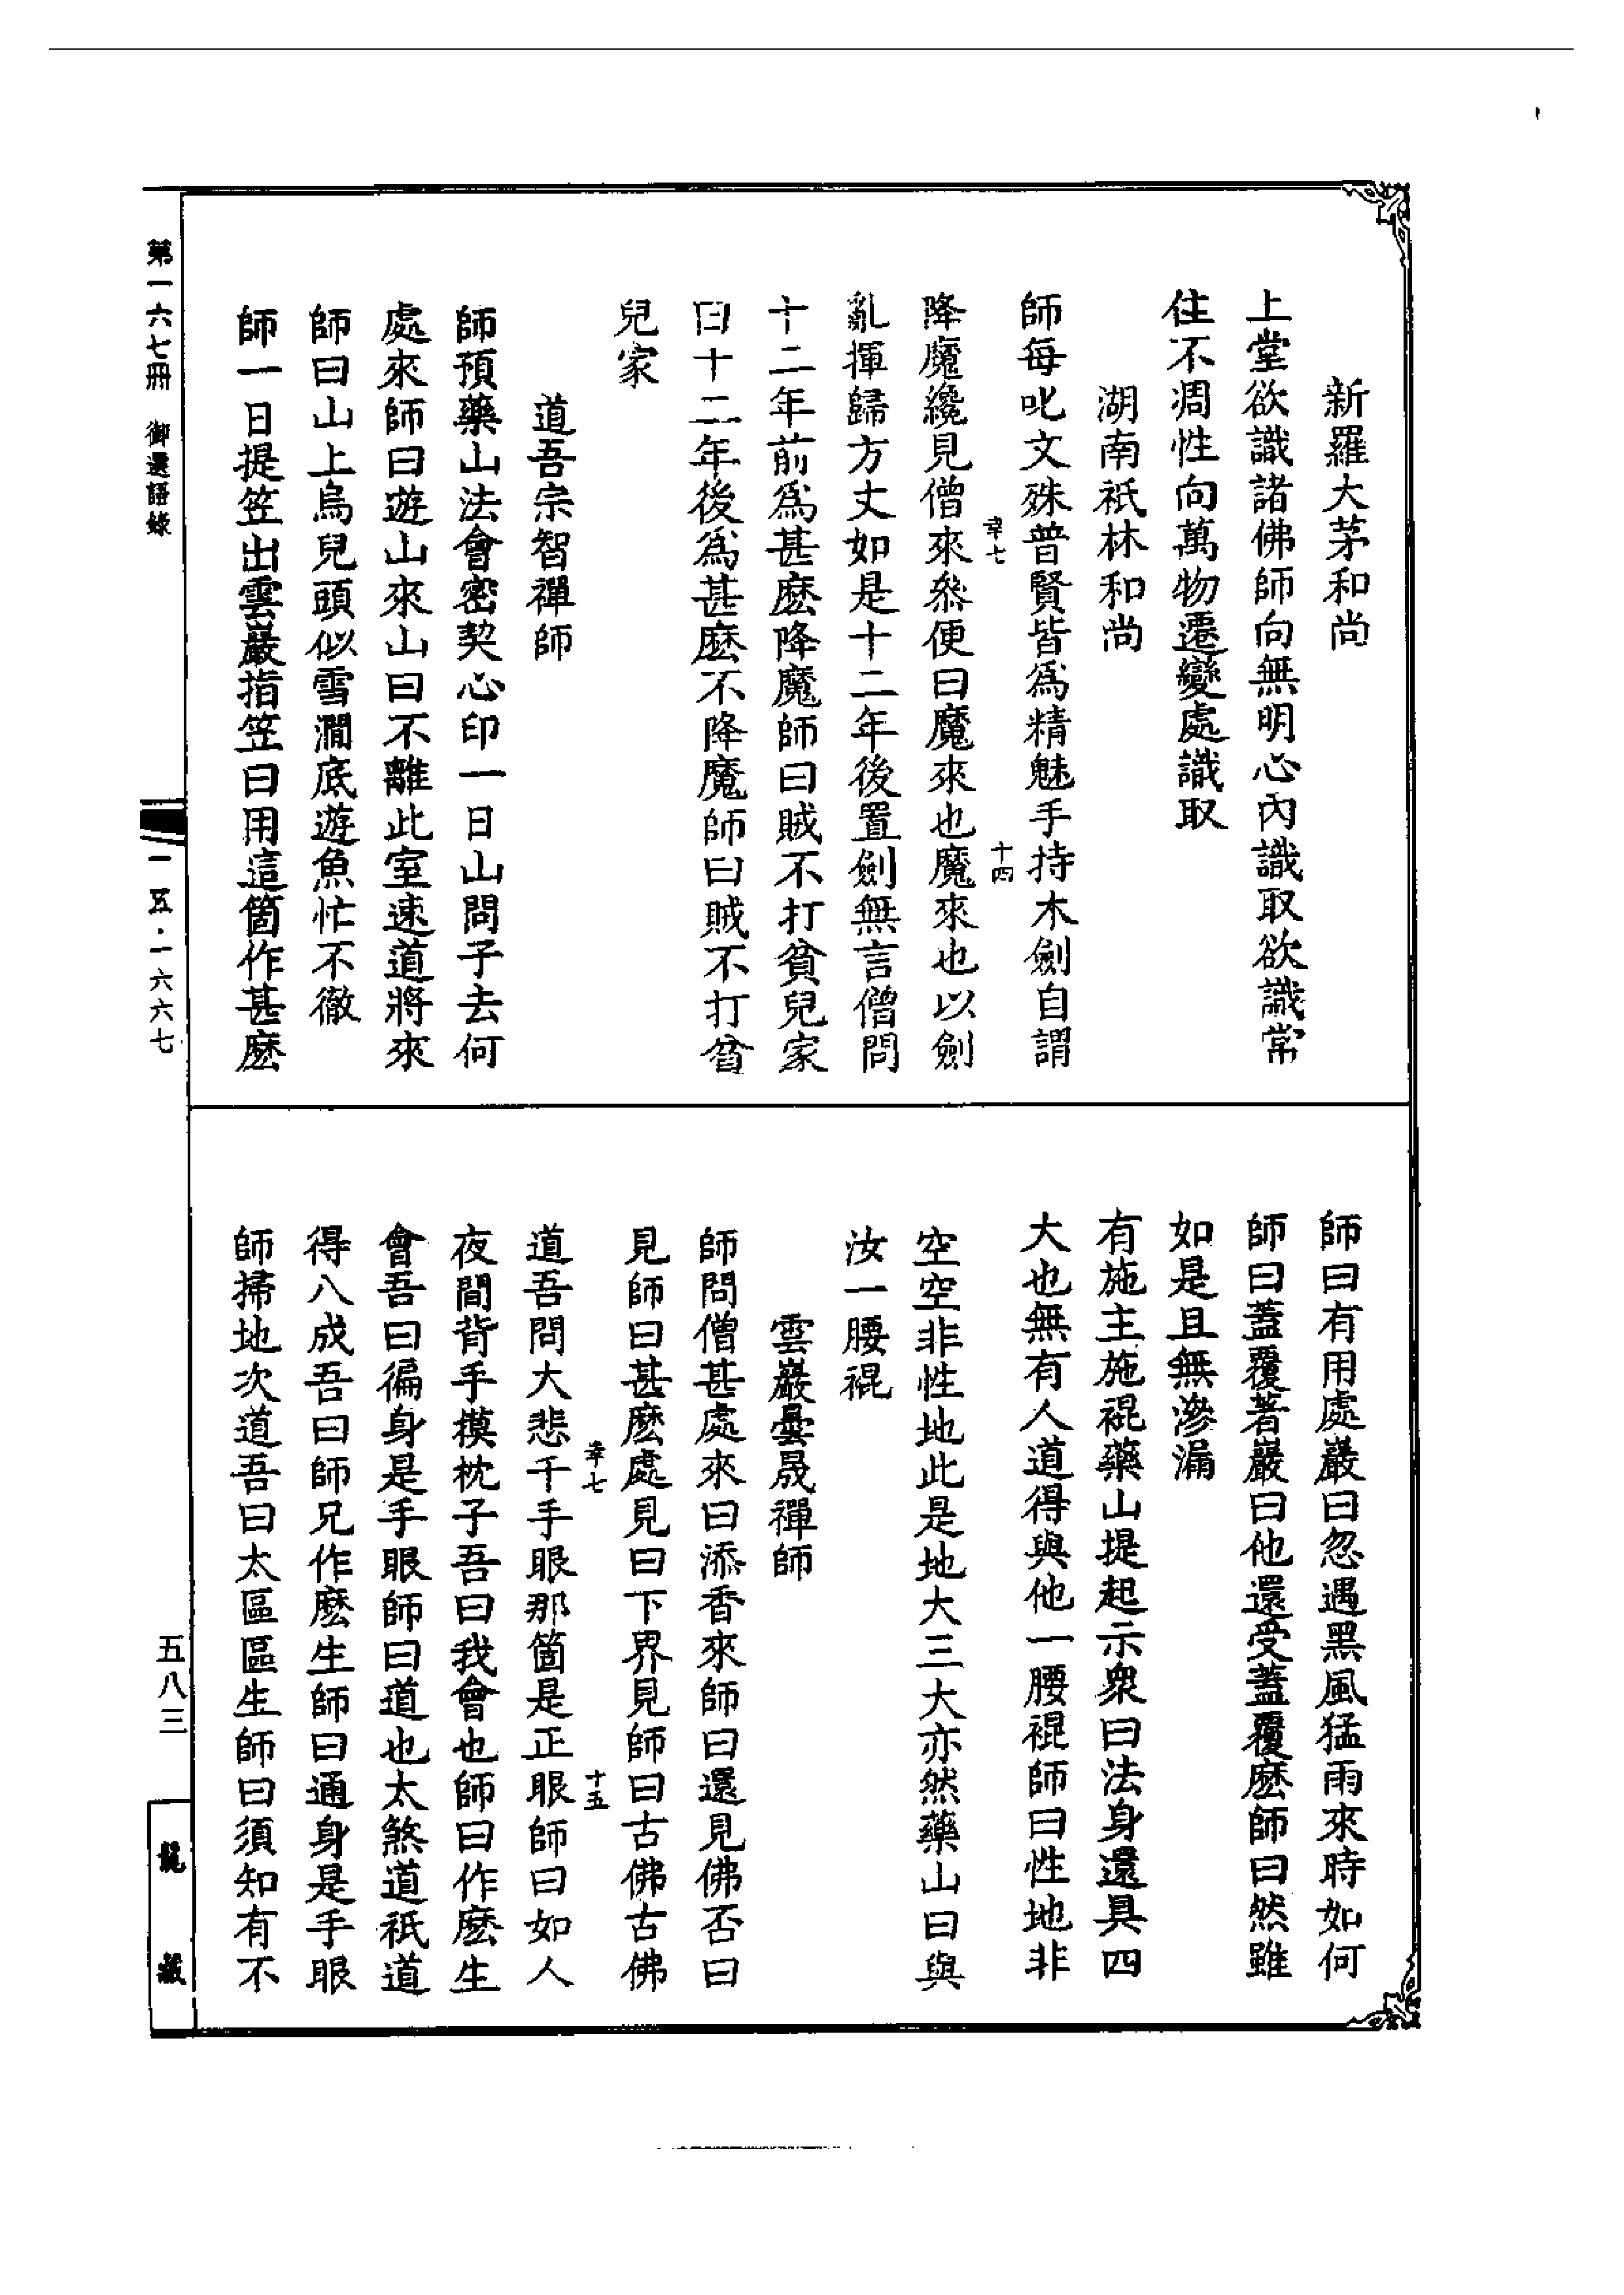 新羅大茅和尚
上堂欲識諸佛師向無明心內識取欲識常
住不凋性向萬物遷變處識取
湖南祇林和尚
師每叱文殊普賢皆爲精魅手持木劍自謂
幸七
十四
降魔纔見僧來叅便曰魔來也魔來也以劍
亂揮歸方丈如是十二年後置劍無言僧問
十二年前爲甚麽降魔師曰賊不打貧兒家
曰十二年後爲甚麽不降魔師曰賊不打貧
兒家
道吾宗智禪師
師預藥山法會密契心印一日山問子去何
處來師曰遊山來山曰不離此室速道將來
師曰山上烏兒頭似雪澗底遊魚忙不徹
師一日提笠出雲巖指笠曰用這箇作甚麽
師曰有用處巖曰忽遇黑風猛雨來時如何
師曰蓋覆著巖曰他還受蓋覆麽師曰然雖
如是且無滲漏
有施主施裩藥山提起示衆曰法身還具四
大也無有人道得與他一腰裩師曰性地非
空空非性地此是地大三大亦然藥山曰與
汝一腰裩
雲巖曇晟禪師
師問僧甚處來曰添香來師曰還見佛否曰
見師曰甚麽處見曰下界見師曰古佛古佛
幸七
十五
道吾問大悲千手眼那箇是正眼師曰如人
夜間背手摸枕子吾曰我會也師曰作麽生
會吾曰徧身是手眼師曰道也太煞道祇道
得八成吾曰師兄作麽生師曰通身是手眼
師掃地次道吾曰太區區生師曰須知有不
第一六七冊 御選語錄
一五·一六六七
五八三
龍藏